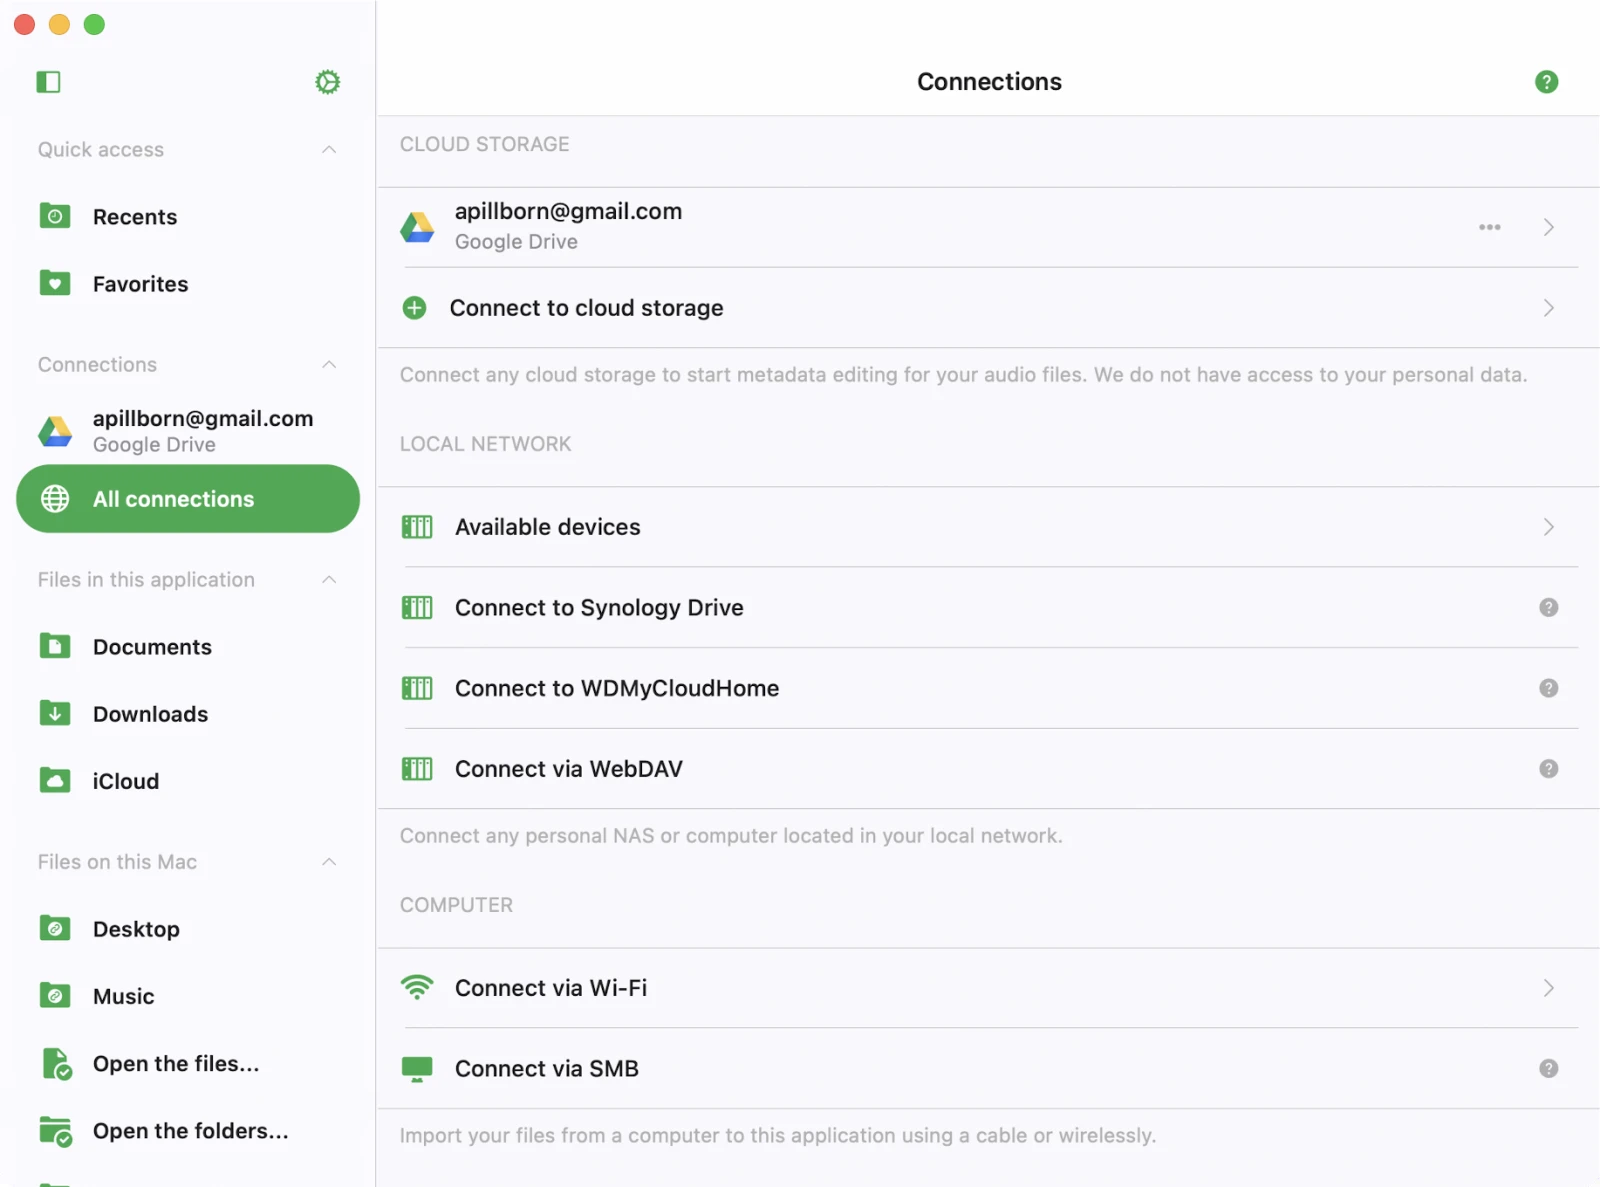 Quick access
Recents
Favorites
Connections
apillborn@gmail.com
Google Drive
All connections
Files in this application
Documents
Downloads
iCloud
Files on this Mac
Desktop
Music
Open the files...
Open the folders...
Connections
CLOUD STORAGE
apillborn@gmail.com
Google Drive
Connect to cloud storage
Connect any cloud storage to start metadata editing for your audio files. We do not have access to your personal data.
LOCAL NETWORK
Available devices
Connect to Synology Drive
Connect to WDMyCloudHome
Connect via WebDAV
Connect any personal NAS or computer located in your local network.
COMPUTER
Connect via Wi-Fi
Connect via SMB
Import your files from a computer to this application using a cable or wirelessly.